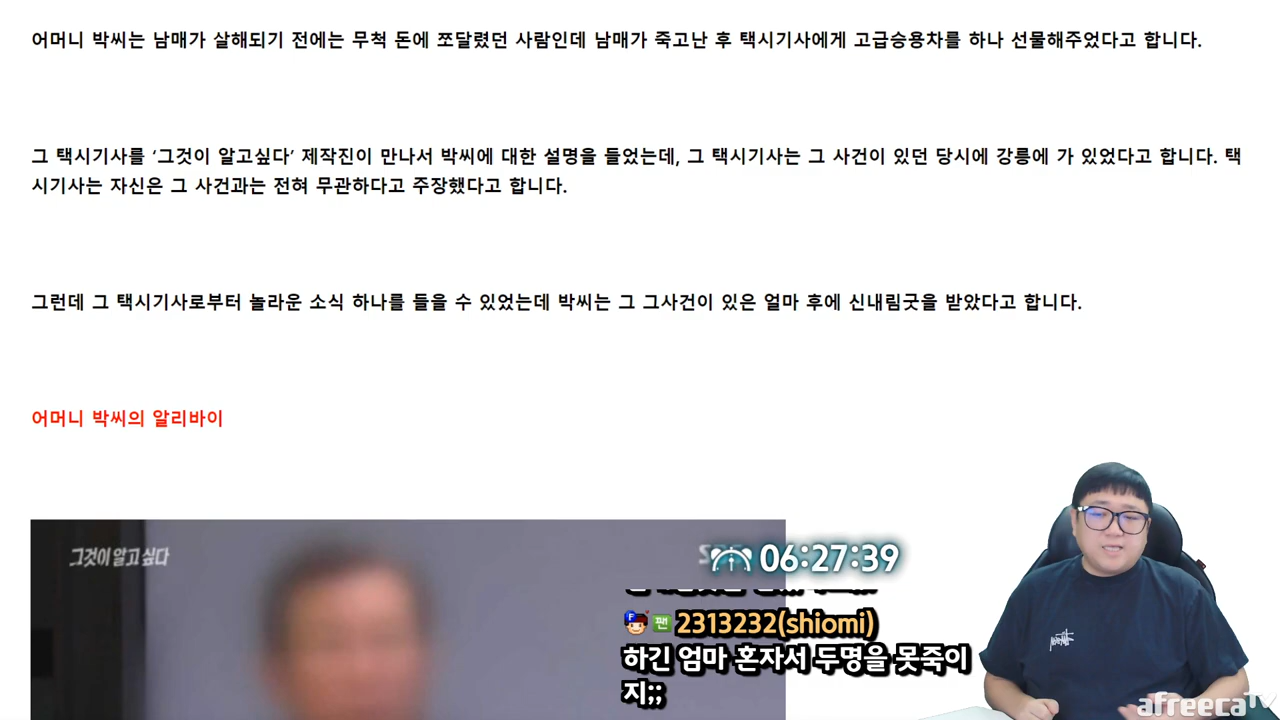 어머니 박씨는 남매가 살해되기 전에는 무척 돈에 쪼달렸던 사람인데 남매가 죽고난 후 택시기사에게 고급승용차를 하나 선물해주었다고 합니다.
그 택시기사를 ‘그것이 알고싶다’ 제작진이 만나서 박씨에 대한 설명을 들었는데, 그 택시기사는 그 사건이 있던 당시에 강릉에 가 있었다고 합니다. 택
시기사는 자신은 그 사건과는 전혀 무관하다고 주장했다고 합니다.
그런데 그 택시기사로부터 놀라운 소식 하나를 들을 수 있었는데 박씨는 그 그사건이 있은 얼마 후에 신내림굿을 받았다고 합니다.
어머니 박씨의 알리바이
그것이 알고싶다
06:27:39
F 팬 2313232(shiomi)
하긴 엄마 혼자서 두명을 못죽이
지;;
afreecaTV